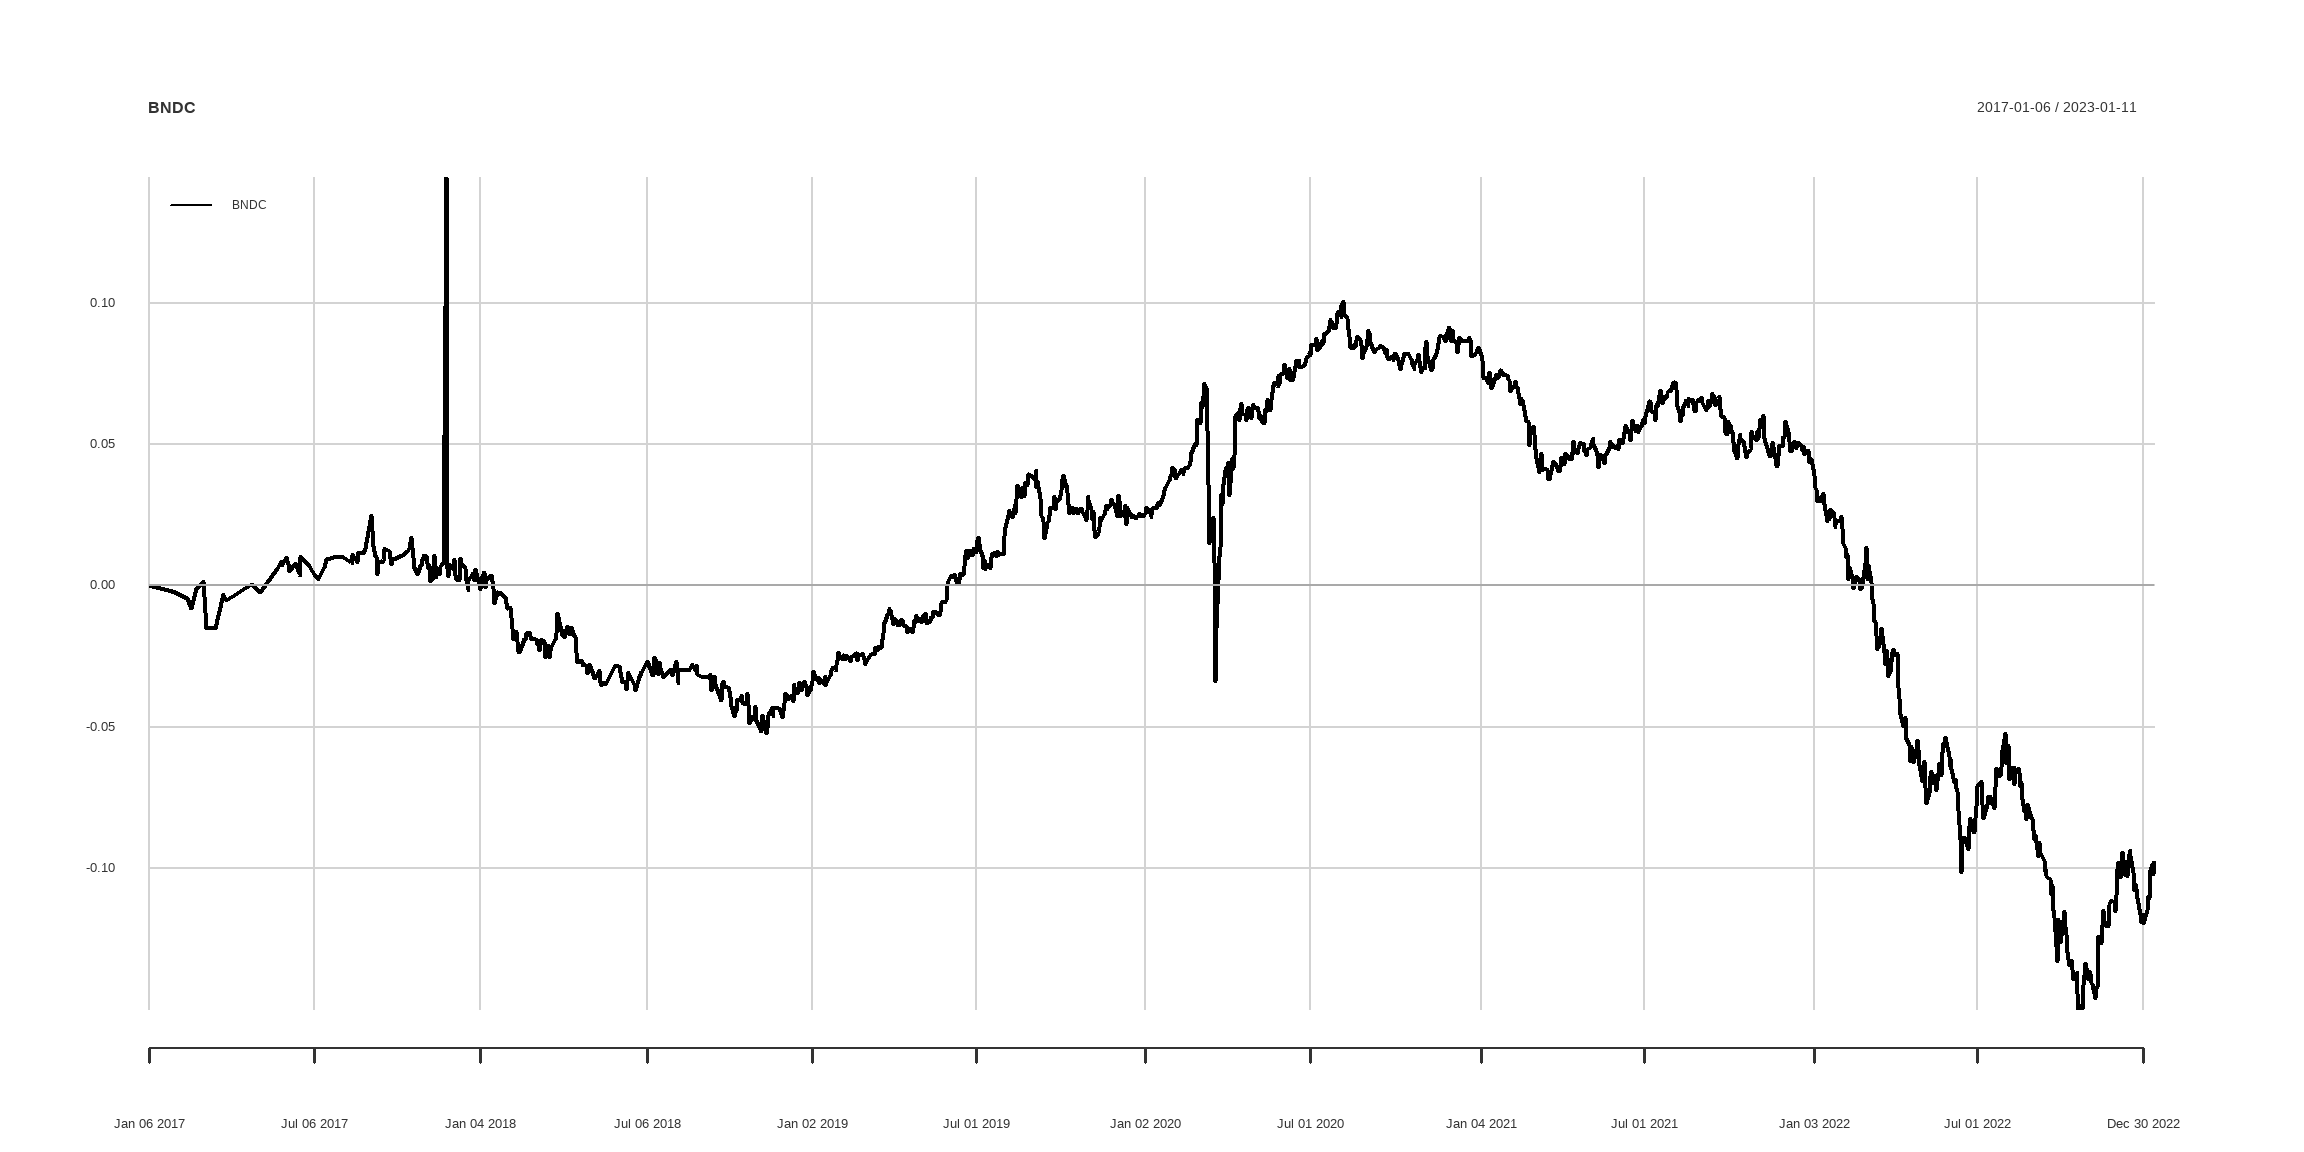 BNDC
2017-01-06 / 2023-01-11
BNDC
0.10
0.05
0.00
-0.05
-0.10
Jan 06 2017
Jul 06 2017
Jan 04 2018
Jul 06 2018
Jan 02 2019
Jul 01 2019
Jan 02 2020
Jul 01 2020
Jan 04 2021
Jul 01 2021
Jan 03 2022
Jul 01 2022
Dec 30 2022